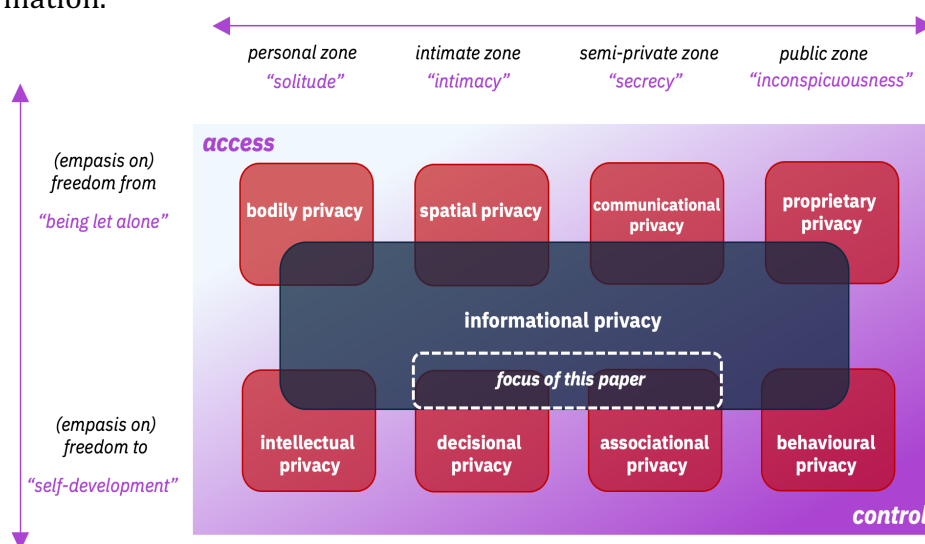 mation.
personal zone
intimate zone
semi-private zone
public zone
“solitude”
“intimacy”
“secrecy”
“inconspicuousness”
access
(empasis on)
freedom from
“being let alone”
bodily privacy
spatial privacy
communicational
privacy
proprietary
privacy
informational privacy
focus of this paper
(empasis on)
freedom to
“self-development”
intellectual
privacy
decisional
privacy
associational
privacy
behavioural
privacy
control